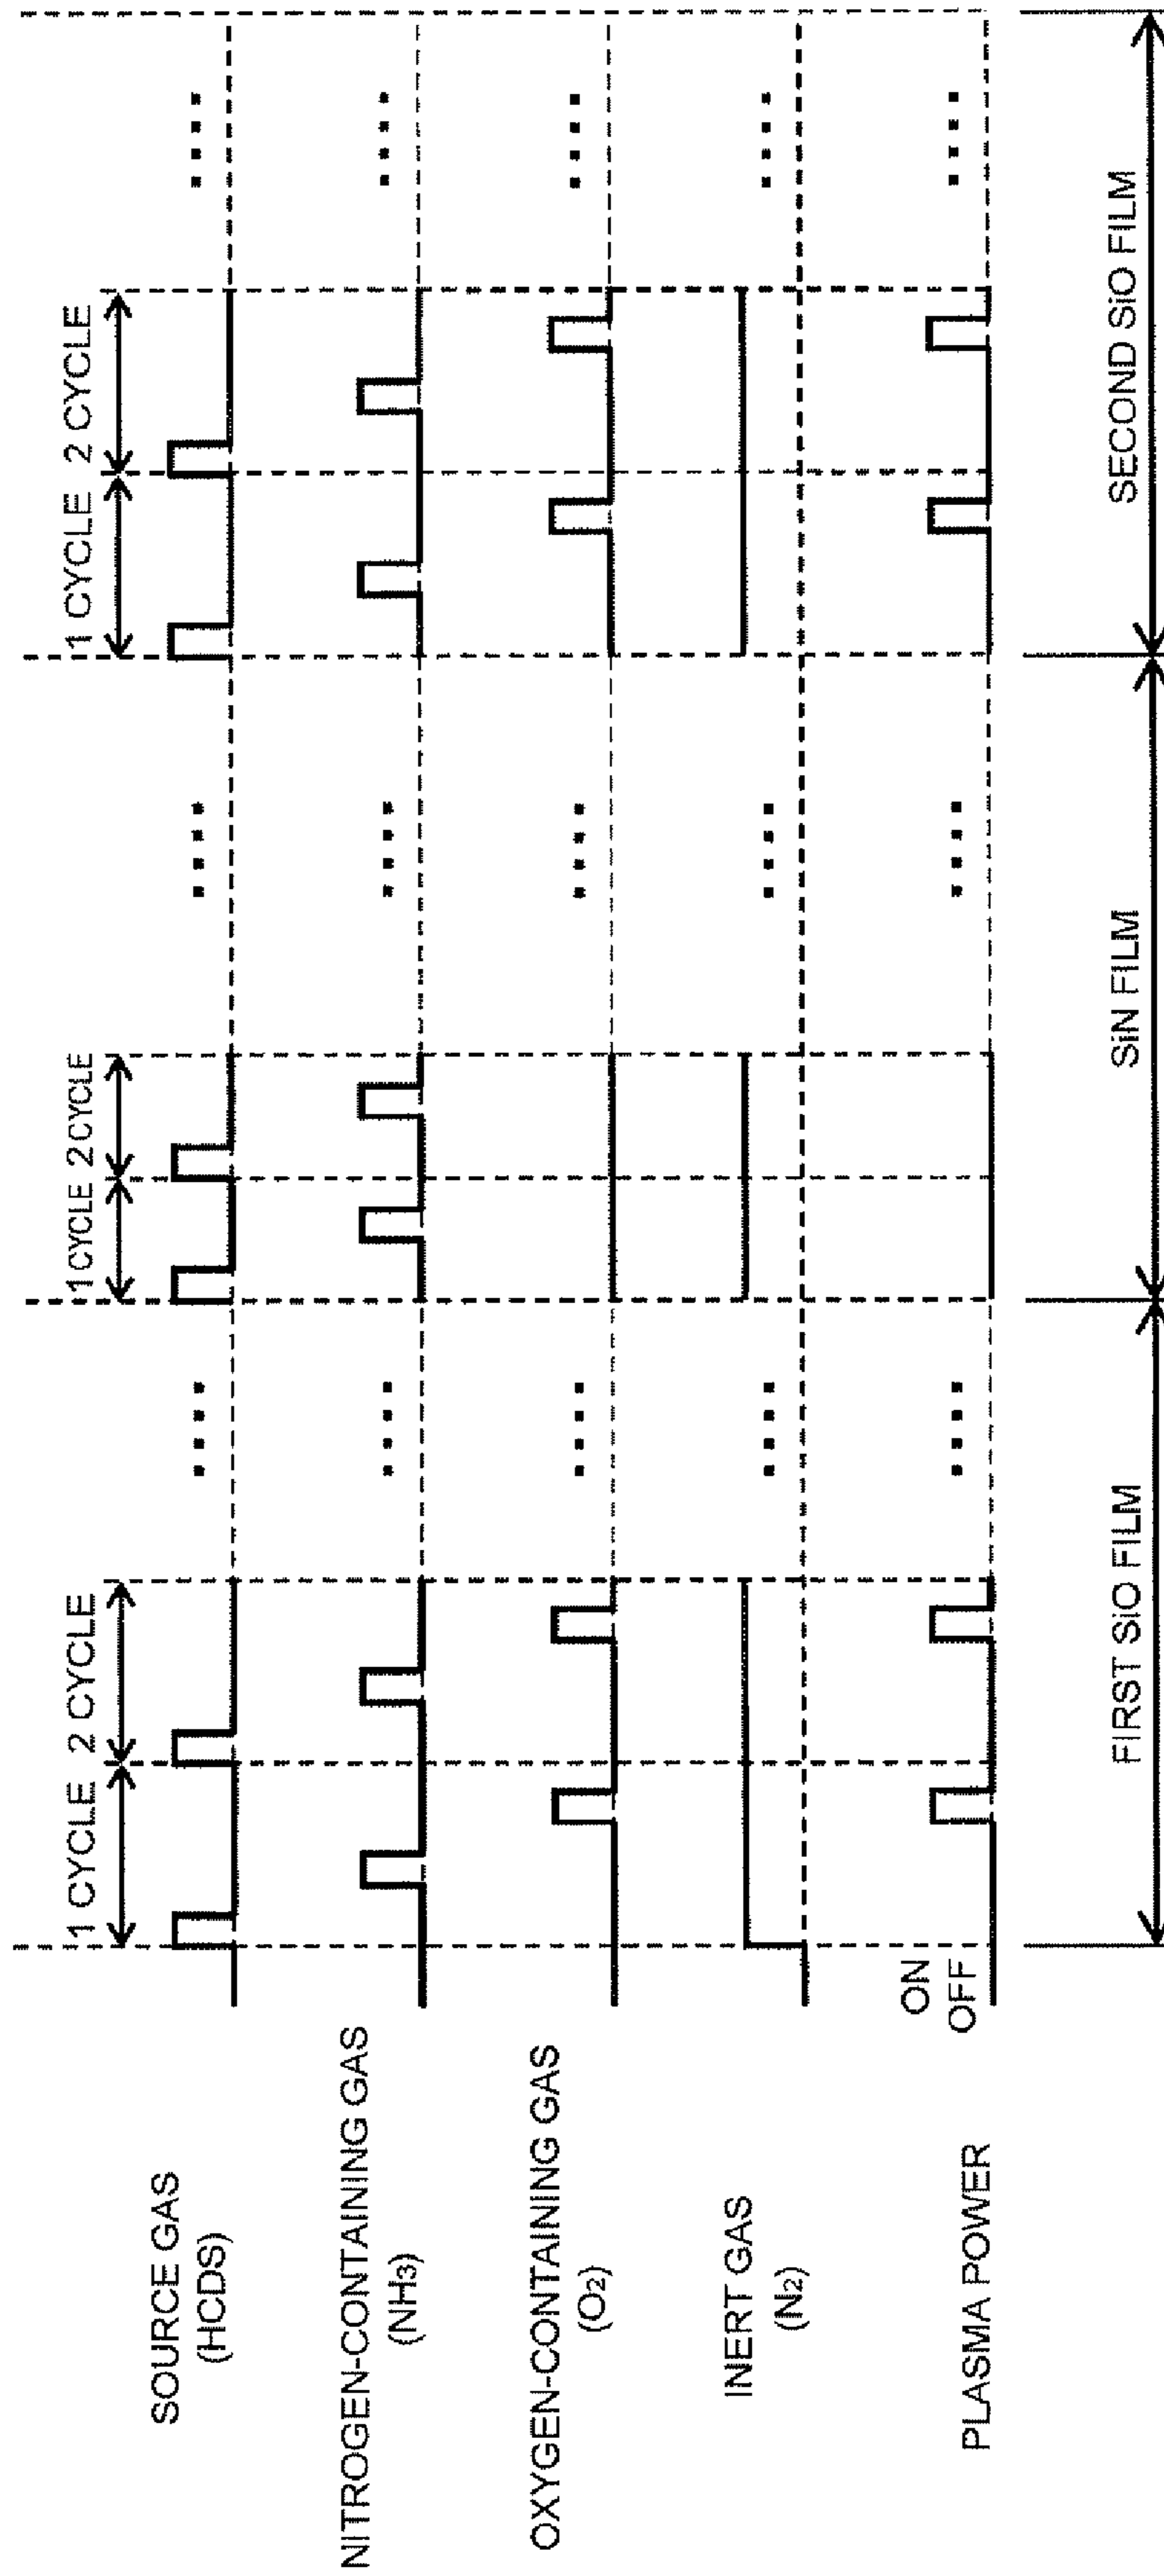 1 CYCLE 2 CYCLE
1 CYCLE 2 CYCLE
1 CYCLE 2 CYCLE
SOURCE GAS
(HCDS)
NITROGEN-CONTAINING GAS
(NH3)
OXYGEN-CONTAINING GAS
(O2)
INERT GAS
(N2)
PLASMA POWER
ON
OFF
FIRST SiO FILM
SiN FILM
SECOND SiO FILM